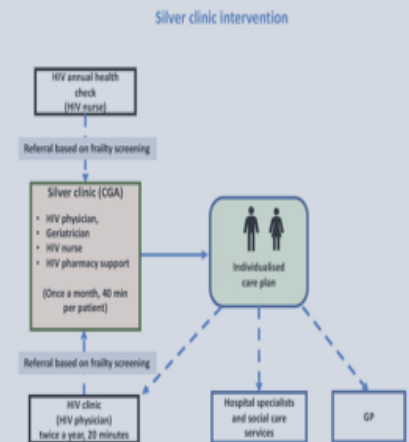 Silver clinic intervention
HIV annual health
check
(HIV nurse)
Referral based on frailty screening
Silver clinic (CGA)
• HIV physician,
• Geriatrician
• HIV nurse
• HIV pharmacy support
(Once a month, 40 min
per patient)
Individualised
care plan
Referral based on frailty screening
HIV clinic
(HIV physician)
twice a year, 20 minutes
Hospital specialists
and social care
services
GP